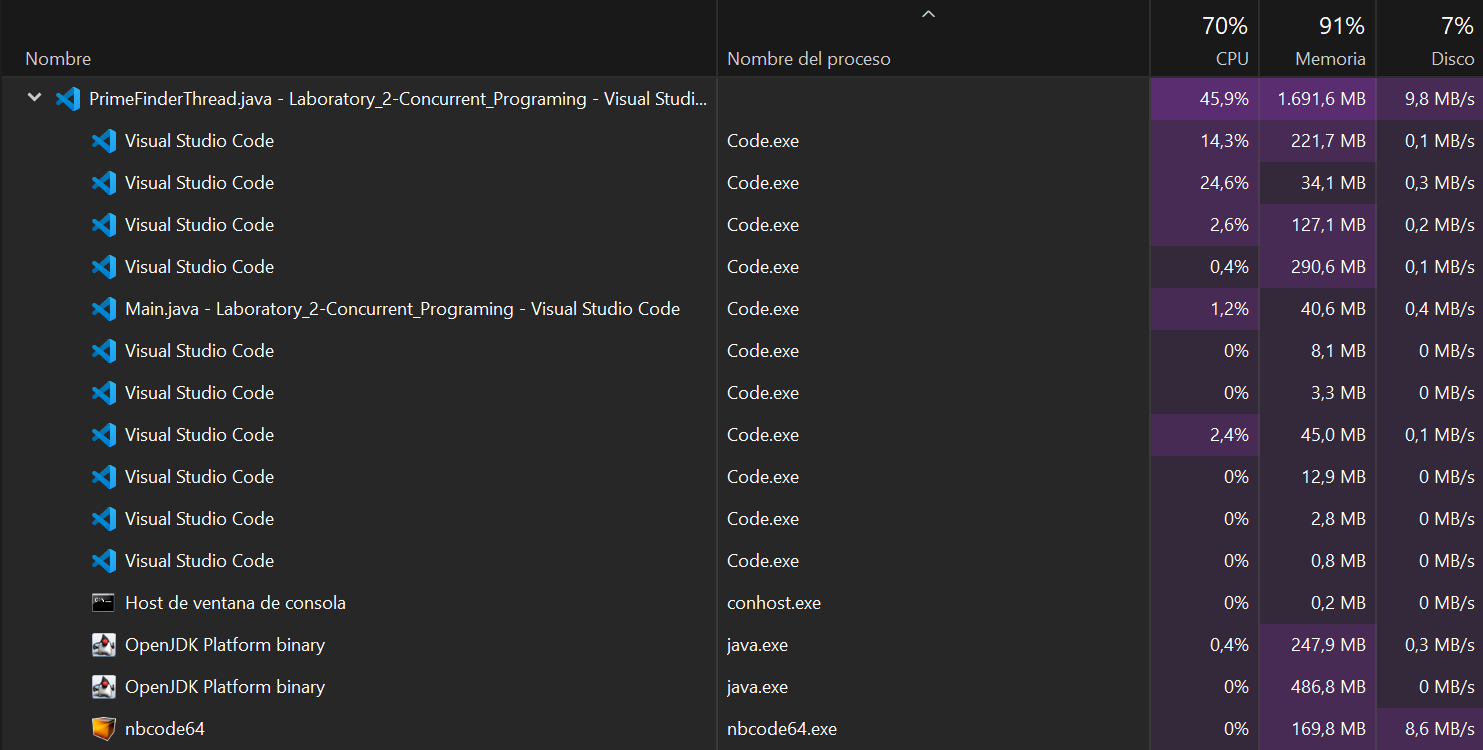 70% 91% 7%
Nombre Nombre del proceso CPU Memoria Disco
PrimeFinderThread.java - Laboratory_2-Concurrent_Programing - Visual Studi... 45,9% 1.691,6 MB 9,8 MB/s
Visual Studio Code Code.exe 14,3% 221,7 MB 0,1 MB/s
Visual Studio Code Code.exe 24,6% 34,1 MB 0,3 MB/s
Visual Studio Code Code.exe 2,6% 127,1 MB 0,2 MB/s
Visual Studio Code Code.exe 0,4% 290,6 MB 0,1 MB/s
Main.java - Laboratory_2-Concurrent_Programing - Visual Studio Code Code.exe 1,2% 40,6 MB 0,4 MB/s
Visual Studio Code Code.exe 0% 8,1 MB 0 MB/s
Visual Studio Code Code.exe 0% 3,3 MB 0 MB/s
Visual Studio Code Code.exe 2,4% 45,0 MB 0,1 MB/s
Visual Studio Code Code.exe 0% 12,9 MB 0 MB/s
Visual Studio Code Code.exe 0% 2,8 MB 0 MB/s
Visual Studio Code Code.exe 0% 0,8 MB 0 MB/s
Host de ventana de consola conhost.exe 0% 0,2 MB 0 MB/s
OpenJDK Platform binary java.exe 0,4% 247,9 MB 0,3 MB/s
OpenJDK Platform binary java.exe 0% 486,8 MB 0 MB/s
nbcode64 nbcode64.exe 0% 169,8 MB 8,6 MB/s